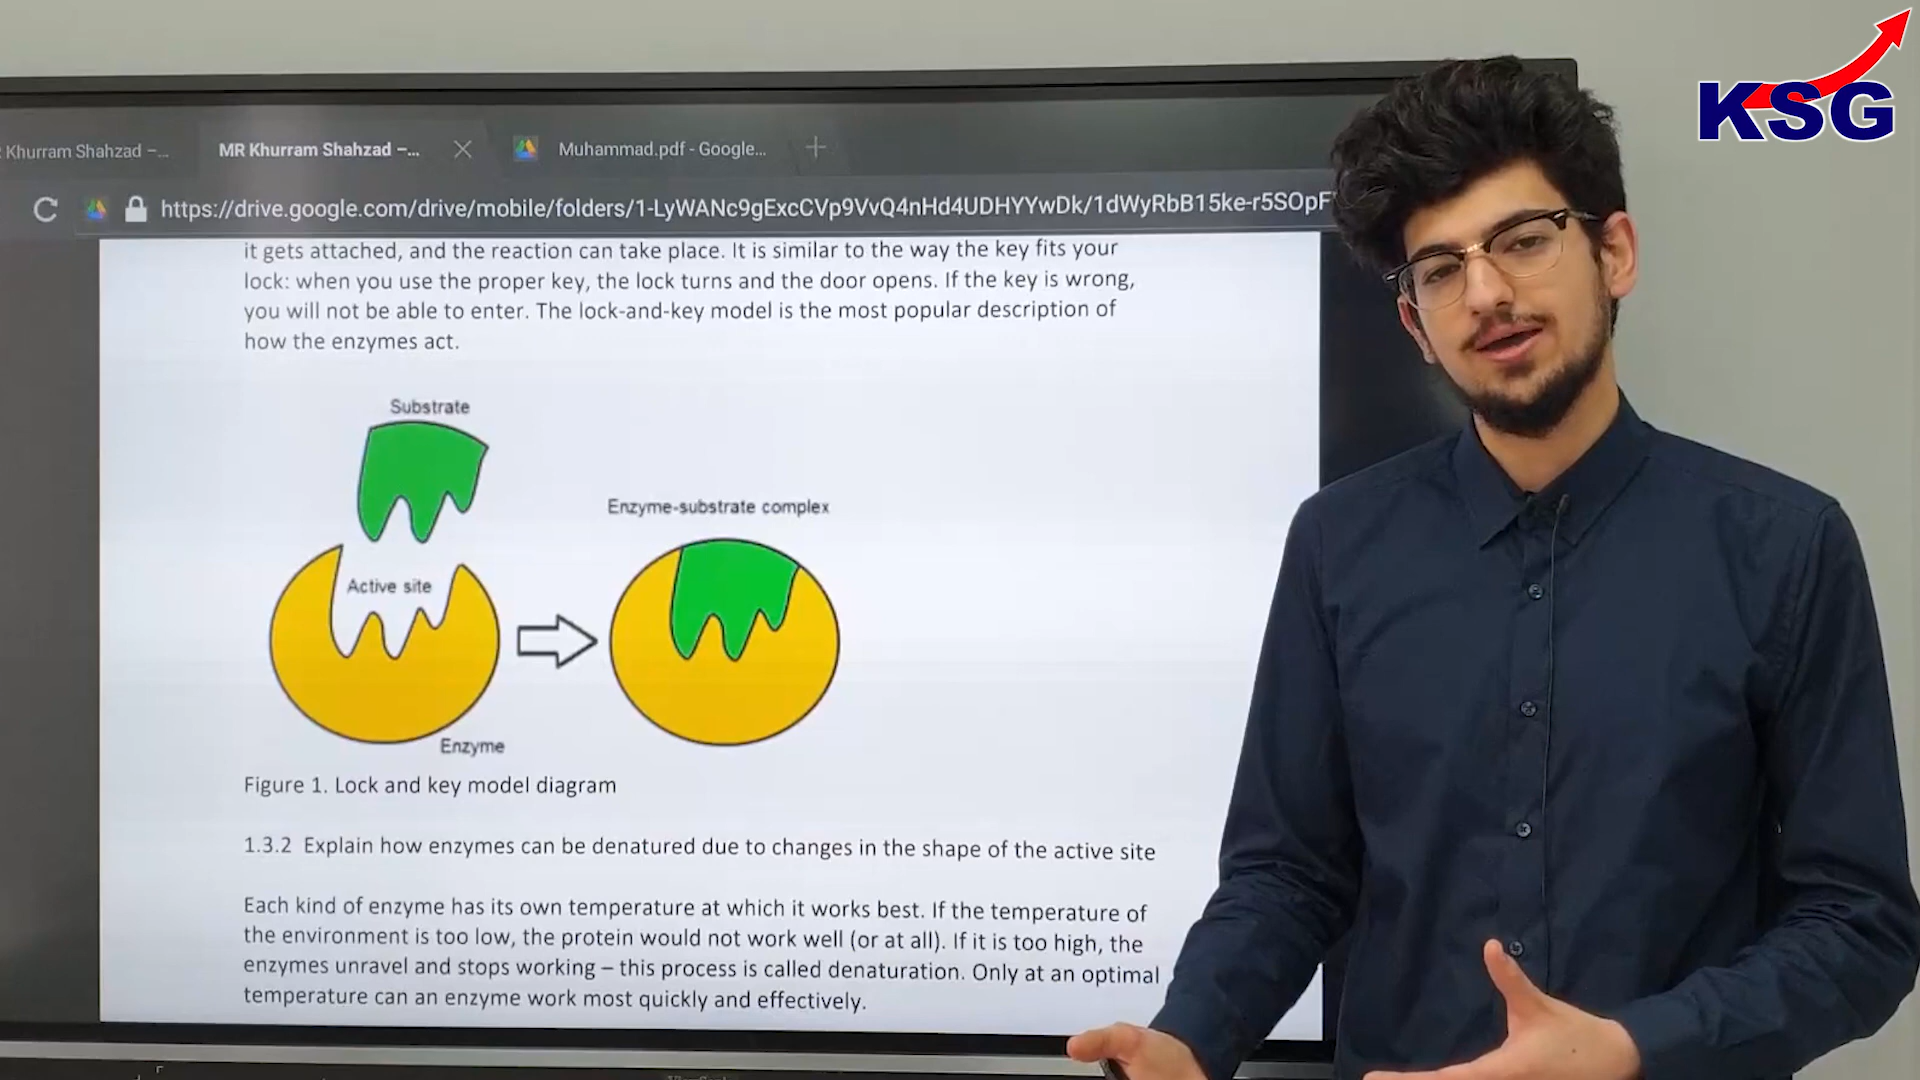 KSG
Khurram Shahzad –...
MR Khurram Shahzad –...
Muhammad.pdf - Google...
https://drive.google.com/drive/mobile/folders/1-LyWANc9gExcCVp9VvQ4nHd4UDHYYwDk/1dWyRbB15ke-r5SOpF
it gets attached, and the reaction can take place. It is similar to the way the key fits your
lock: when you use the proper key, the lock turns and the door opens. If the key is wrong,
you will not be able to enter. The lock-and-key model is the most popular description of
how the enzymes act.
Substrate
Enzyme-substrate complex
Active site
Enzyme
Figure 1. Lock and key model diagram
1.3.2 Explain how enzymes can be denatured due to changes in the shape of the active site
Each kind of enzyme has its own temperature at which it works best. If the temperature of
the environment is too low, the protein would not work well (or at all). If it is too high, the
enzymes unravel and stops working – this process is called denaturation. Only at an optimal
temperature can an enzyme work most quickly and effectively.